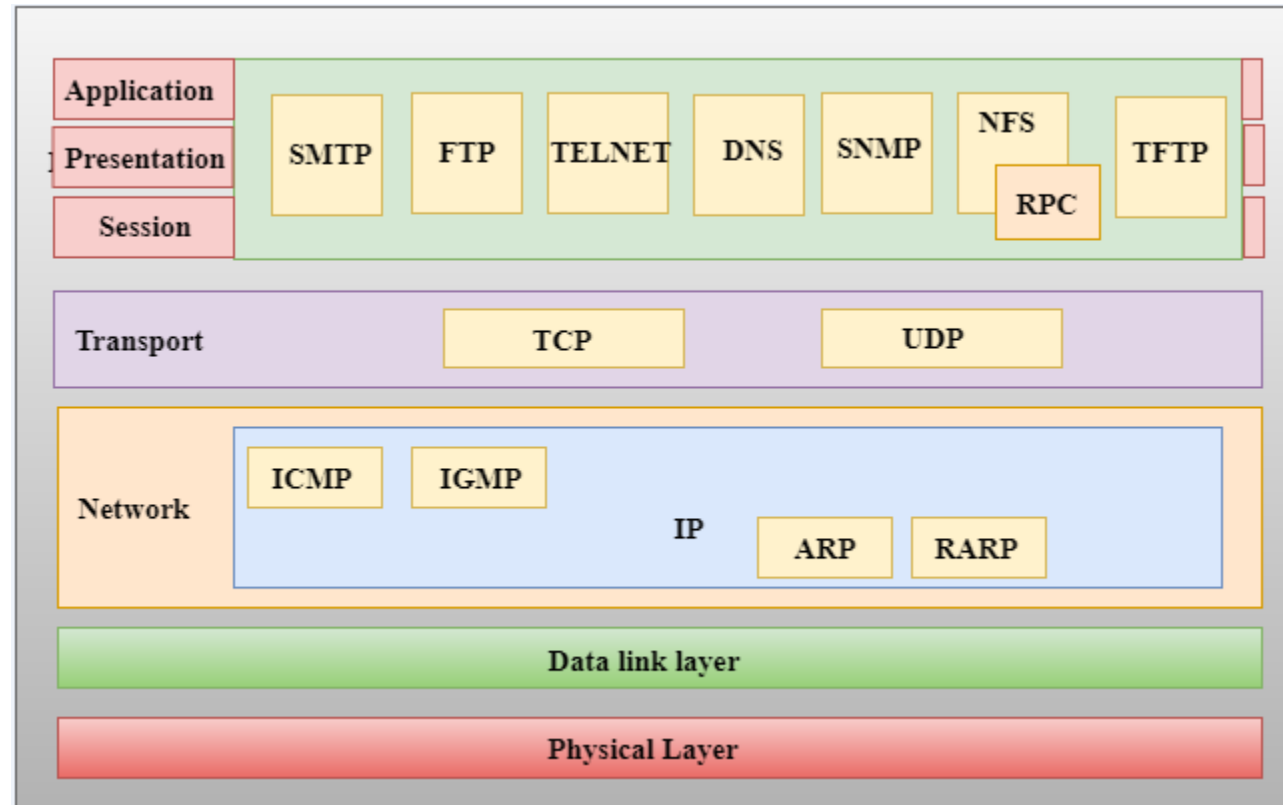 Application
Presentation
Session
SMTP
FTP
TELNET
DNS
SNMP
NFS
RPC
TFTP
Transport
TCP
UDP
Network
ICMP
IGMP
IP
ARP
RARP
Data link layer
Physical Layer